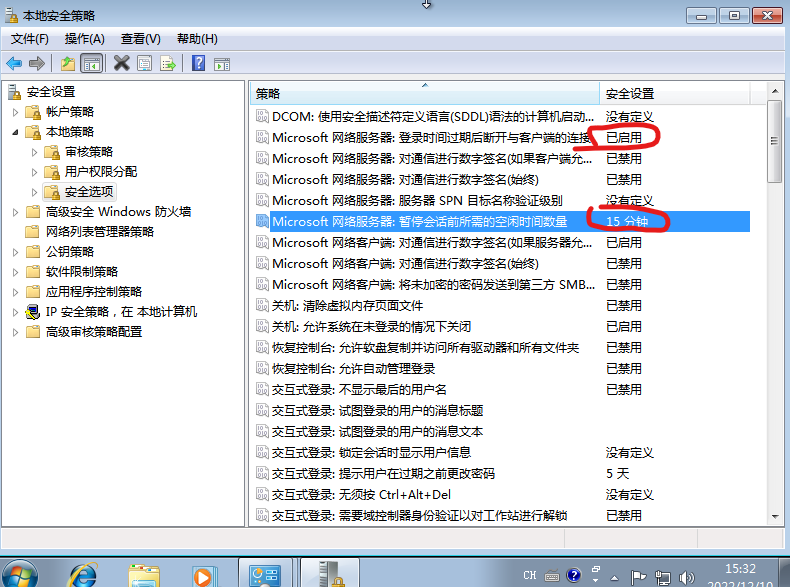 本地安全策略
文件(F) 操作(A) 查看(V) 帮助(H)
安全设置
帐户策略
本地策略
审核策略
用户权限分配
安全选项
高级安全 Windows 防火墙
网络列表管理器策略
公钥策略
软件限制策略
应用程序控制策略
IP 安全策略，在 本地计算机
高级审核策略配置
策略 安全设置
DCOM: 使用安全描述符定义语言(SDDL)语法的计算机启动... 没有定义
Microsoft 网络服务器: 登录时间过期后断开与客户端的连接 已启用
Microsoft 网络服务器: 对通信进行数字签名(如果客户端允... 已禁用
Microsoft 网络服务器: 对通信进行数字签名(始终) 已禁用
Microsoft 网络服务器: 服务器 SPN 目标名称验证级别 没有定义
Microsoft 网络服务器: 暂停会话前所需的空闲时间数量 15 分钟
Microsoft 网络客户端: 对通信进行数字签名(如果服务器允... 已启用
Microsoft 网络客户端: 对通信进行数字签名(始终) 已禁用
Microsoft 网络客户端: 将未加密的密码发送到第三方 SMB... 已禁用
关机: 清除虚拟内存页面文件 已禁用
关机: 允许系统在未登录的情况下关闭 已启用
恢复控制台: 允许软盘复制并访问所有驱动器和所有文件夹 已禁用
恢复控制台: 允许自动管理登录 已禁用
交互式登录: 不显示最后的用户名 已禁用
交互式登录: 试图登录的用户的消息标题
交互式登录: 试图登录的用户的消息文本
交互式登录: 锁定会话时显示用户信息 没有定义
交互式登录: 提示用户在过期之前更改密码 5 天
交互式登录: 无须按 Ctrl+Alt+Del 没有定义
交互式登录: 需要域控制器身份验证以对工作站进行解锁 已禁用
CH 15:32
2022/12/10